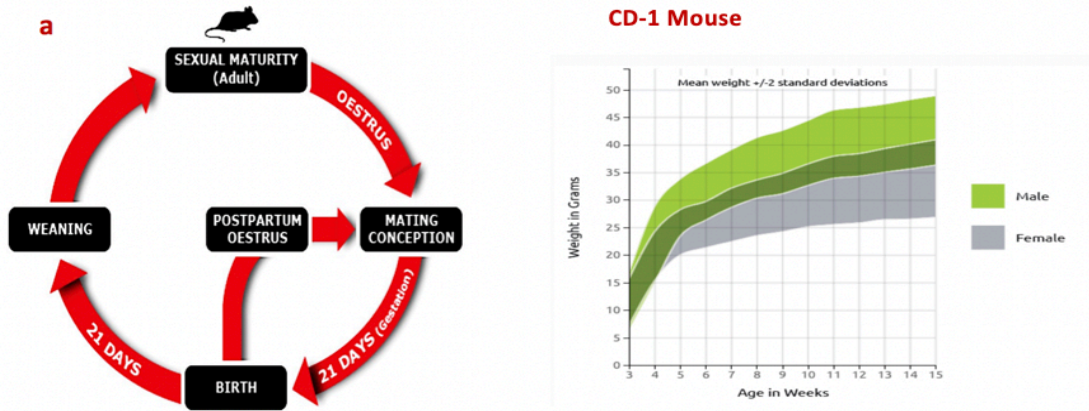 a
SEXUAL MATURITY
(Adult)
OESTRUS
WEANING
POSTPARTUM
OESTRUS
MATING
CONCEPTION
21 DAYS
21 DAYS (Gestation)
BIRTH
CD-1 Mouse
Mean weight +/-2 standard deviations
Weight in Grams
50
45
40
35
30
25
20
15
10
5
0
3 4 5 6 7 8 9 10 11 12 13 14 15
Age in Weeks
Male
Female